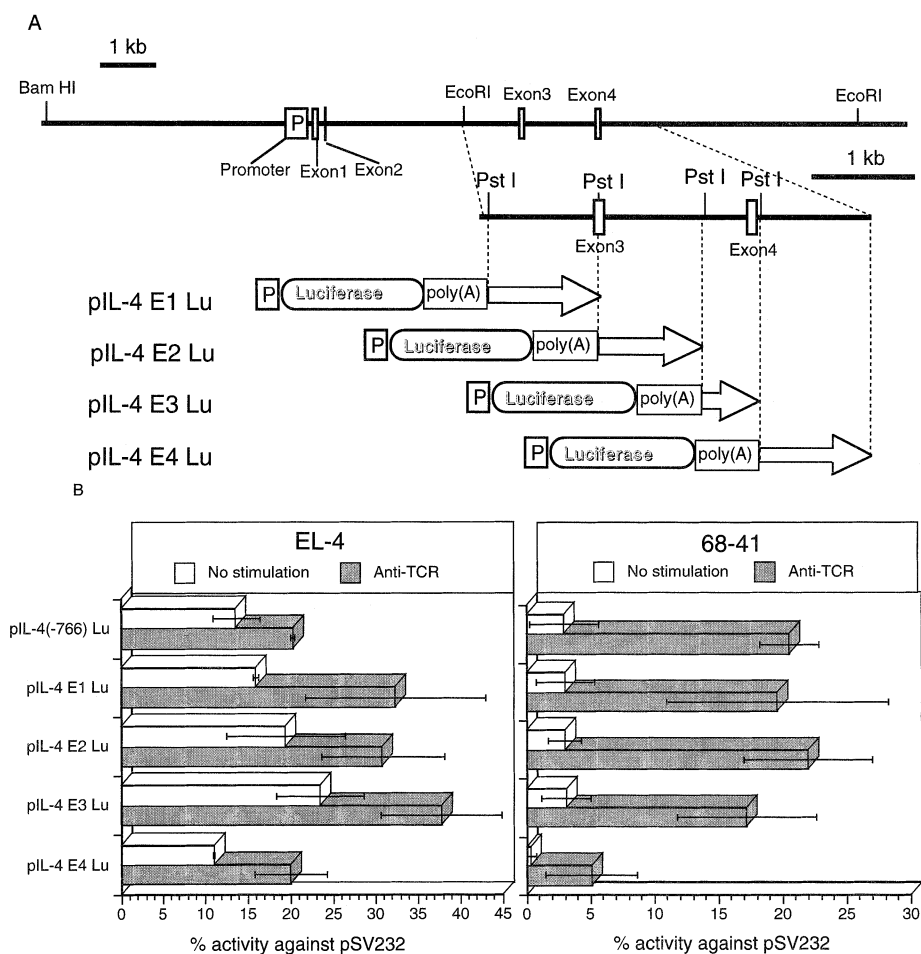 A
1 kb
Bam HI
EcoRI
Exon3
Exon4
EcoRI
P
Promoter
Exon1
Exon2
1 kb
Pst I
Pst I
Pst I
Pst I
Exon3
Exon4
pIL-4 E1 Lu
P
Luciferase
poly(A)
pIL-4 E2 Lu
P
Luciferase
poly(A)
pIL-4 E3 Lu
P
Luciferase
poly(A)
pIL-4 E4 Lu
P
Luciferase
poly(A)
B
EL-4
No stimulation
Anti-TCR
68-41
No stimulation
Anti-TCR
pIL-4(-766) Lu
pIL-4 E1 Lu
pIL-4 E2 Lu
pIL-4 E3 Lu
pIL-4 E4 Lu
0 5 10 15 20 25 30 35 40 45
0 5 10 15 20 25 30
% activity against pSV232
% activity against pSV232